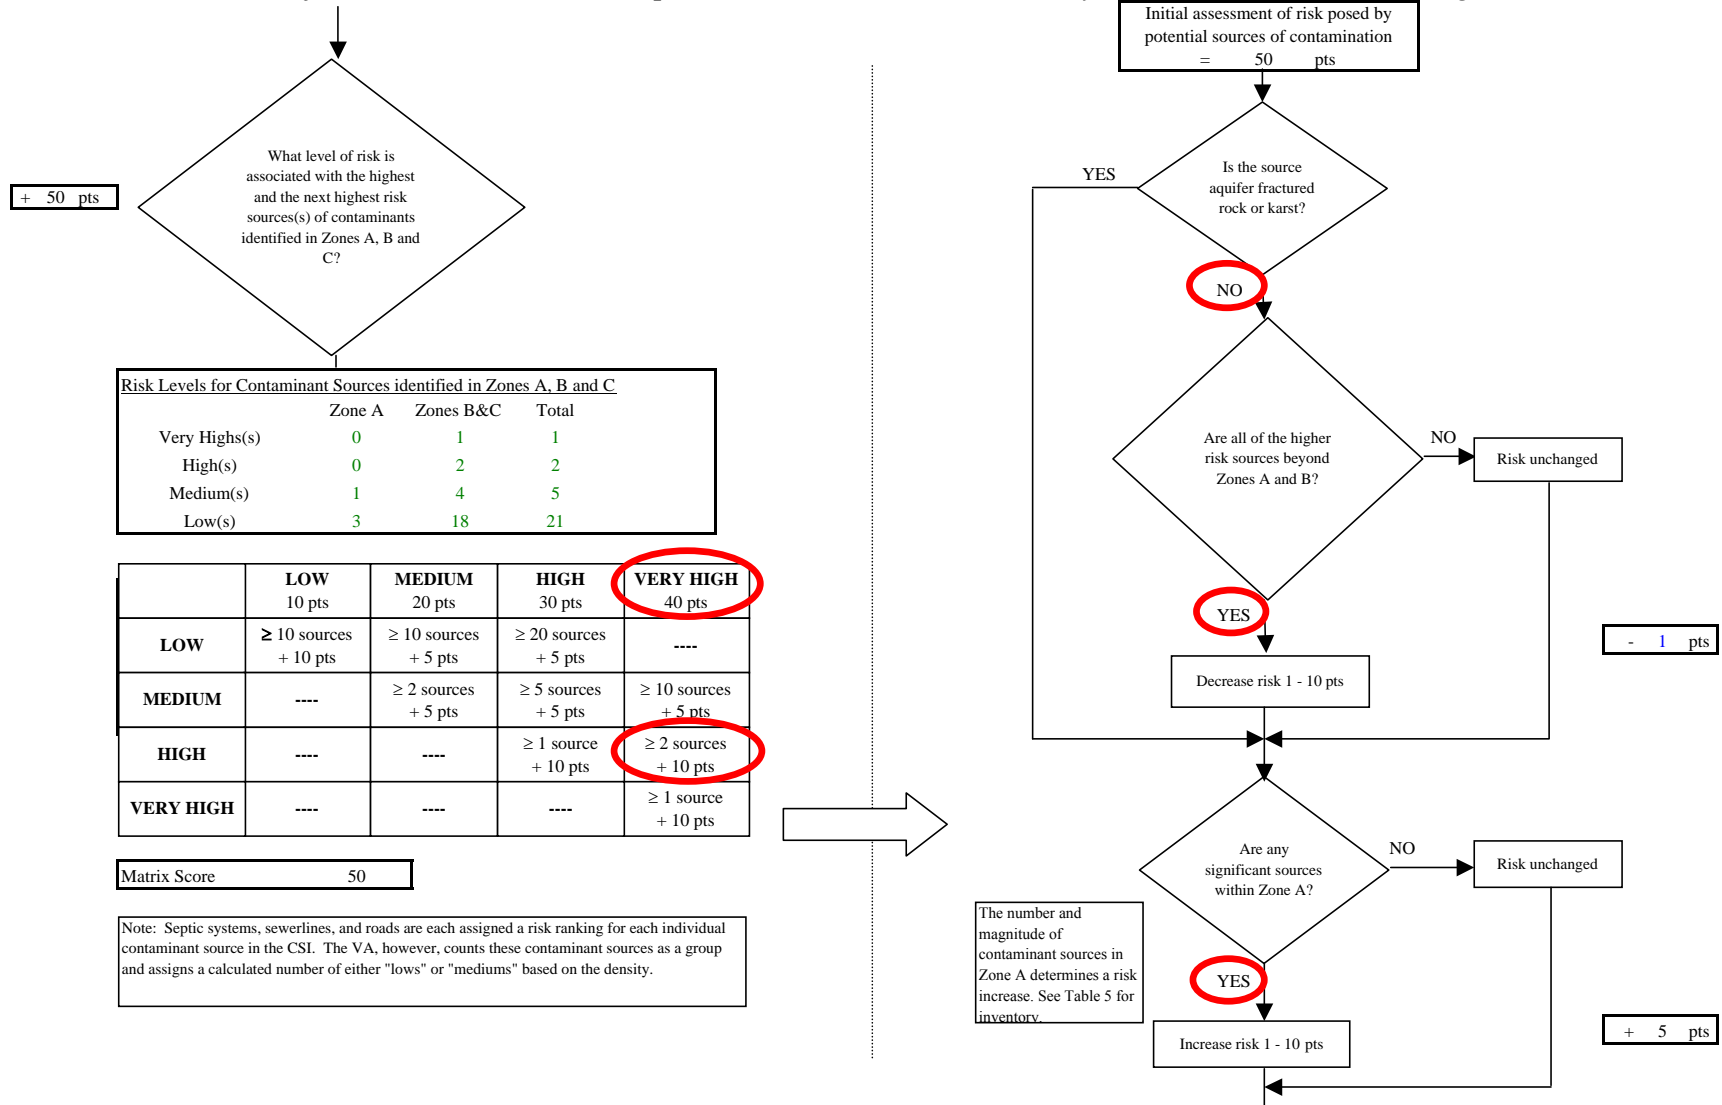 What level of risk is
associated with the highest
and the next highest risk
sources(s) of contaminants
identified in Zones A, B and
C?
+ 50 pts
Risk Levels for Contaminant Sources identified in Zones A, B and C
Zone A Zones B&C Total
Very Highs(s) 0 1 1
High(s) 0 2 2
Medium(s) 1 4 5
Low(s) 3 18 21
LOW MEDIUM HIGH VERY HIGH
10 pts 20 pts 30 pts 40 pts
LOW ≥ 10 sources ≥ 10 sources ≥ 20 sources ----
+ 10 pts + 5 pts + 5 pts
MEDIUM ---- ≥ 2 sources ≥ 5 sources ≥ 10 sources
+ 5 pts + 5 pts + 5 pts
HIGH ---- ---- ≥ 1 source ≥ 2 sources
+ 10 pts + 10 pts
VERY HIGH ---- ---- ---- ≥ 1 source
+ 10 pts
Matrix Score 50
Note: Septic systems, sewerlines, and roads are each assigned a risk ranking for each individual
contaminant source in the CSI. The VA, however, counts these contaminant sources as a group
and assigns a calculated number of either "lows" or "mediums" based on the density.
Initial assessment of risk posed by
potential sources of contamination
= 50 pts
YES
Is the source
aquifer fractured
rock or karst?
NO
Are all of the higher
risk sources beyond
Zones A and B?
NO
Risk unchanged
YES
- 1 pts
Decrease risk 1 - 10 pts
Are any
significant sources
within Zone A?
NO
Risk unchanged
The number and
magnitude of
contaminant sources in
Zone A determines a risk
increase. See Table 5 for
inventory.
YES
+ 5 pts
Increase risk 1 - 10 pts